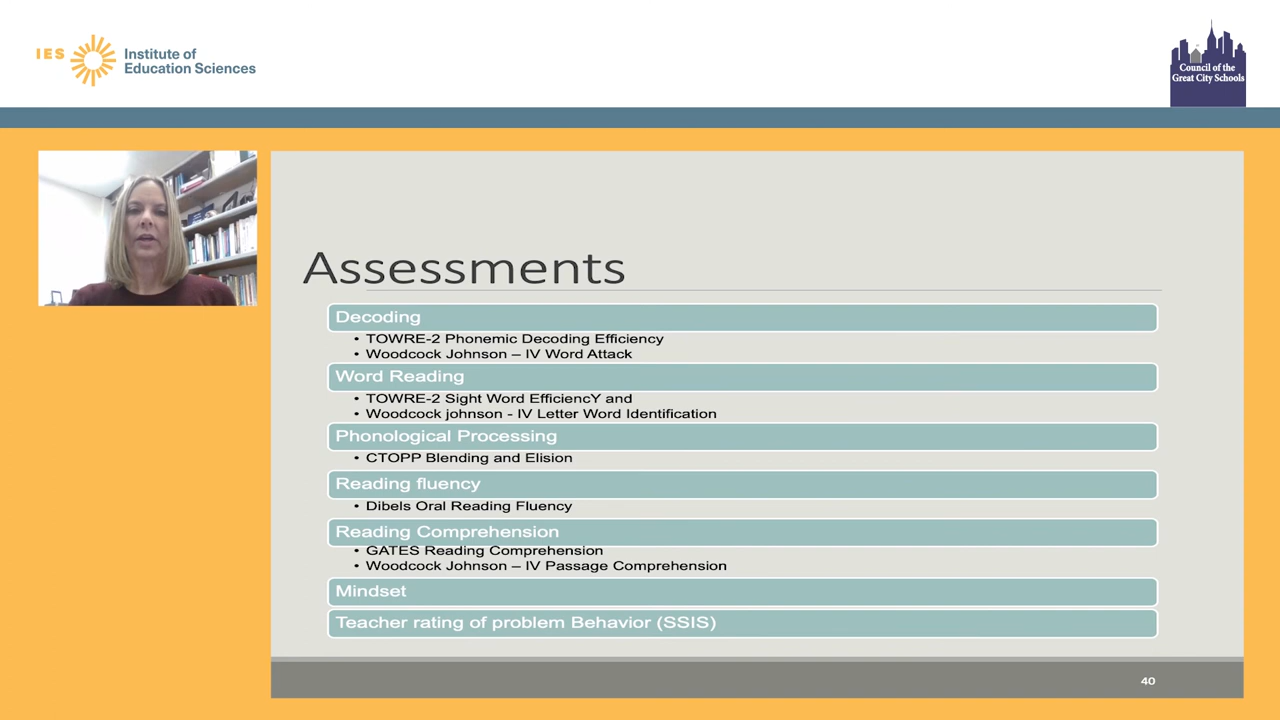 IES
Institute of
Education Sciences
Council of the
Great City Schools
Assessments
Decoding
• TOWRE-2 Phonemic Decoding Efficiency
• Woodcock Johnson – IV Word Attack
Word Reading
• TOWRE-2 Sight Word EfficiencY and
• Woodcock johnson - IV Letter Word Identification
Phonological Processing
• CTOPP Blending and Elision
Reading fluency
• Dibels Oral Reading Fluency
Reading Comprehension
• GATES Reading Comprehension
• Woodcock Johnson – IV Passage Comprehension
Mindset
Teacher rating of problem Behavior (SSIS)
40